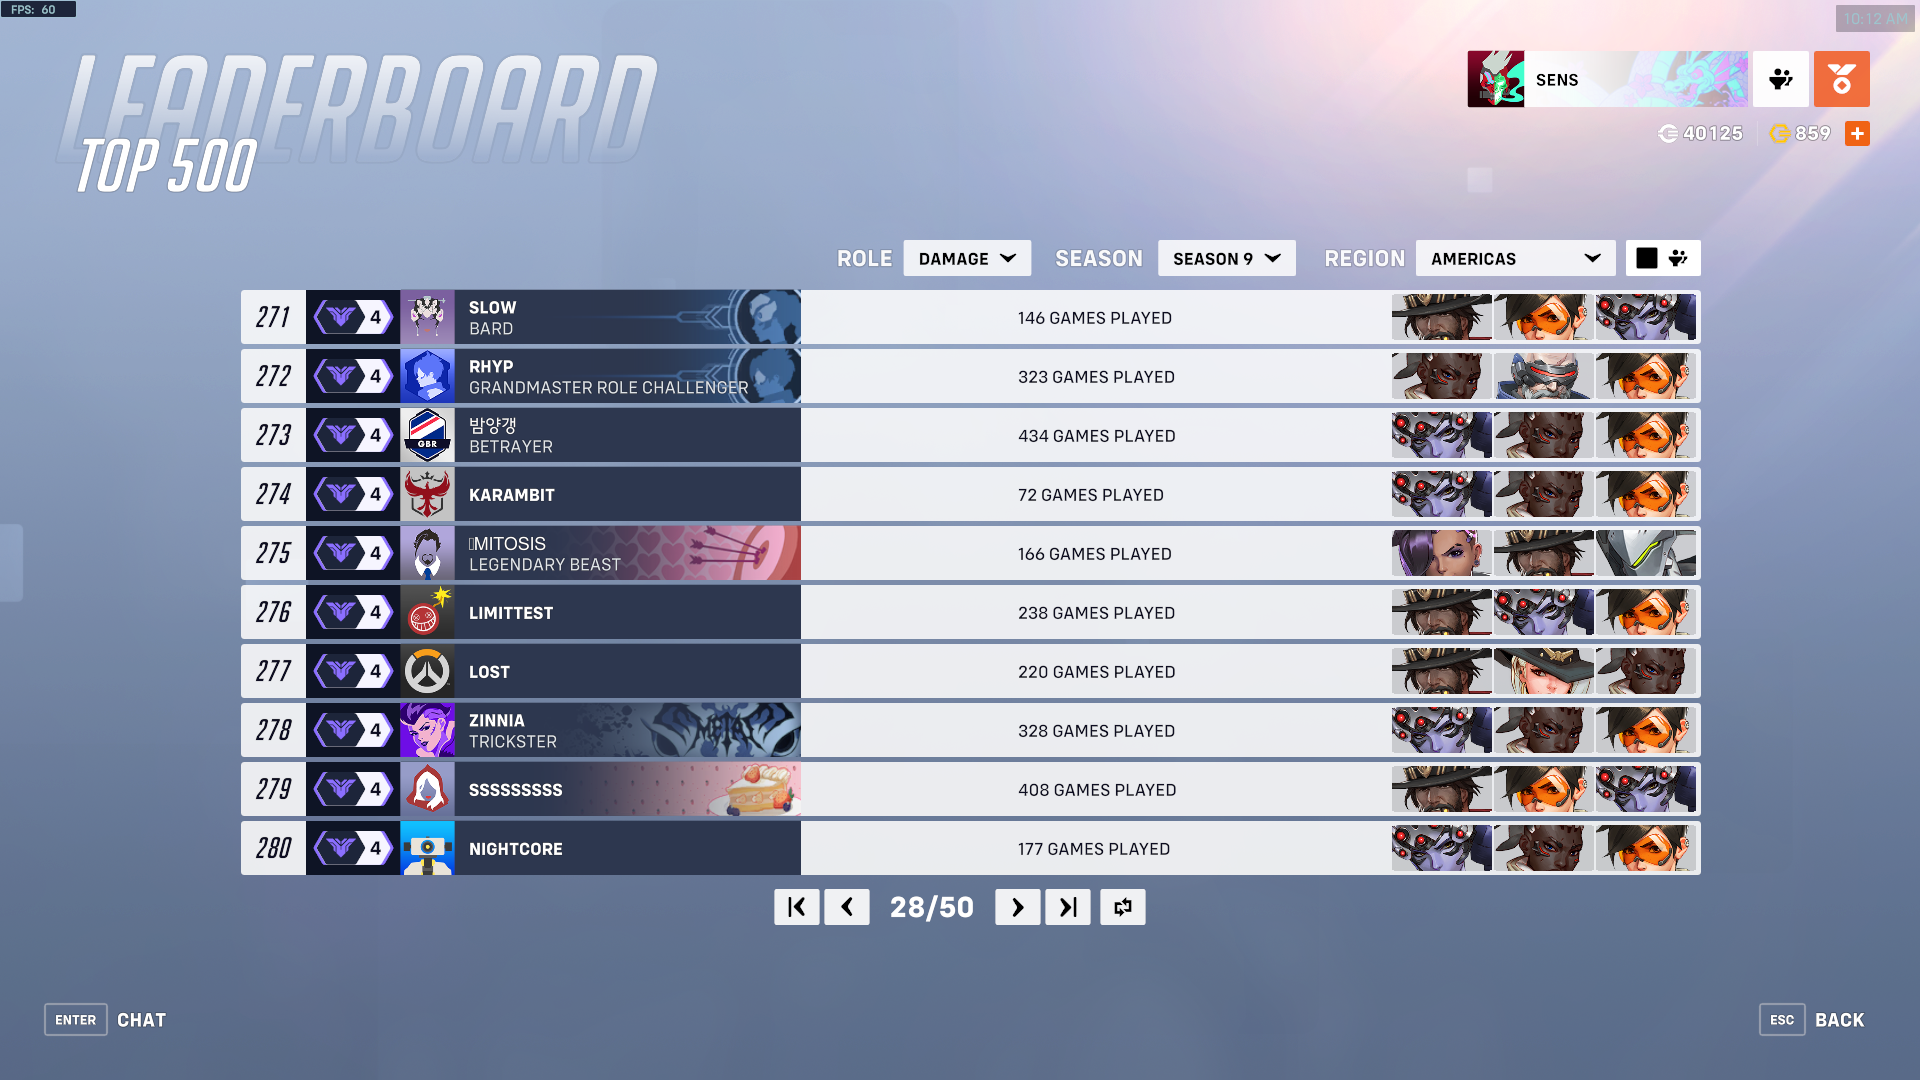 FPS: 60
10:12 AM
LEADERBOARD
TOP 500
SENS
40125
859
ROLE DAMAGE SEASON SEASON 9 REGION AMERICAS
271 4 SLOW
BARD
146 GAMES PLAYED
272 4 RHYP
GRANDMASTER ROLE CHALLENGER
323 GAMES PLAYED
273 4 GBR 밤양갱
BETRAYER
434 GAMES PLAYED
274 4 KARAMBIT
72 GAMES PLAYED
275 4 MITOSIS
LEGENDARY BEAST
166 GAMES PLAYED
276 4 LIMITTEST
238 GAMES PLAYED
277 4 LOST
220 GAMES PLAYED
278 4 ZINNIA
TRICKSTER
METAL
328 GAMES PLAYED
279 4 SSSSSSSSS
408 GAMES PLAYED
280 4 NIGHTCORE
177 GAMES PLAYED
28/50
ENTER CHAT
ESC BACK